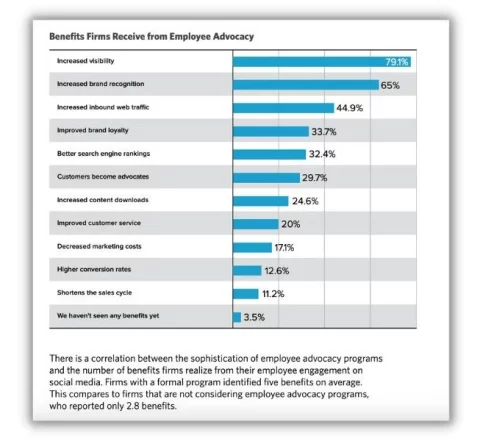 Benefits Firms Receive from Employee Advocacy
Increased visibility 79.1%
Increased brand recognition 65%
Increased inbound web traffic 44.9%
Improved brand loyalty 33.7%
Better search engine rankings 32.4%
Customers become advocates 29.7%
Increased content downloads 24.6%
Improved customer service 20%
Decreased marketing costs 17.1%
Higher conversion rates 12.6%
Shortens the sales cycle 11.2%
We haven't seen any benefits yet 3.5%
There is a correlation between the sophistication of employee advocacy programs
and the number of benefits firms realize from their employee engagement on
social media. Firms with a formal program identified five benefits on average.
This compares to firms that are not considering employee advocacy programs,
who reported only 2.8 benefits.